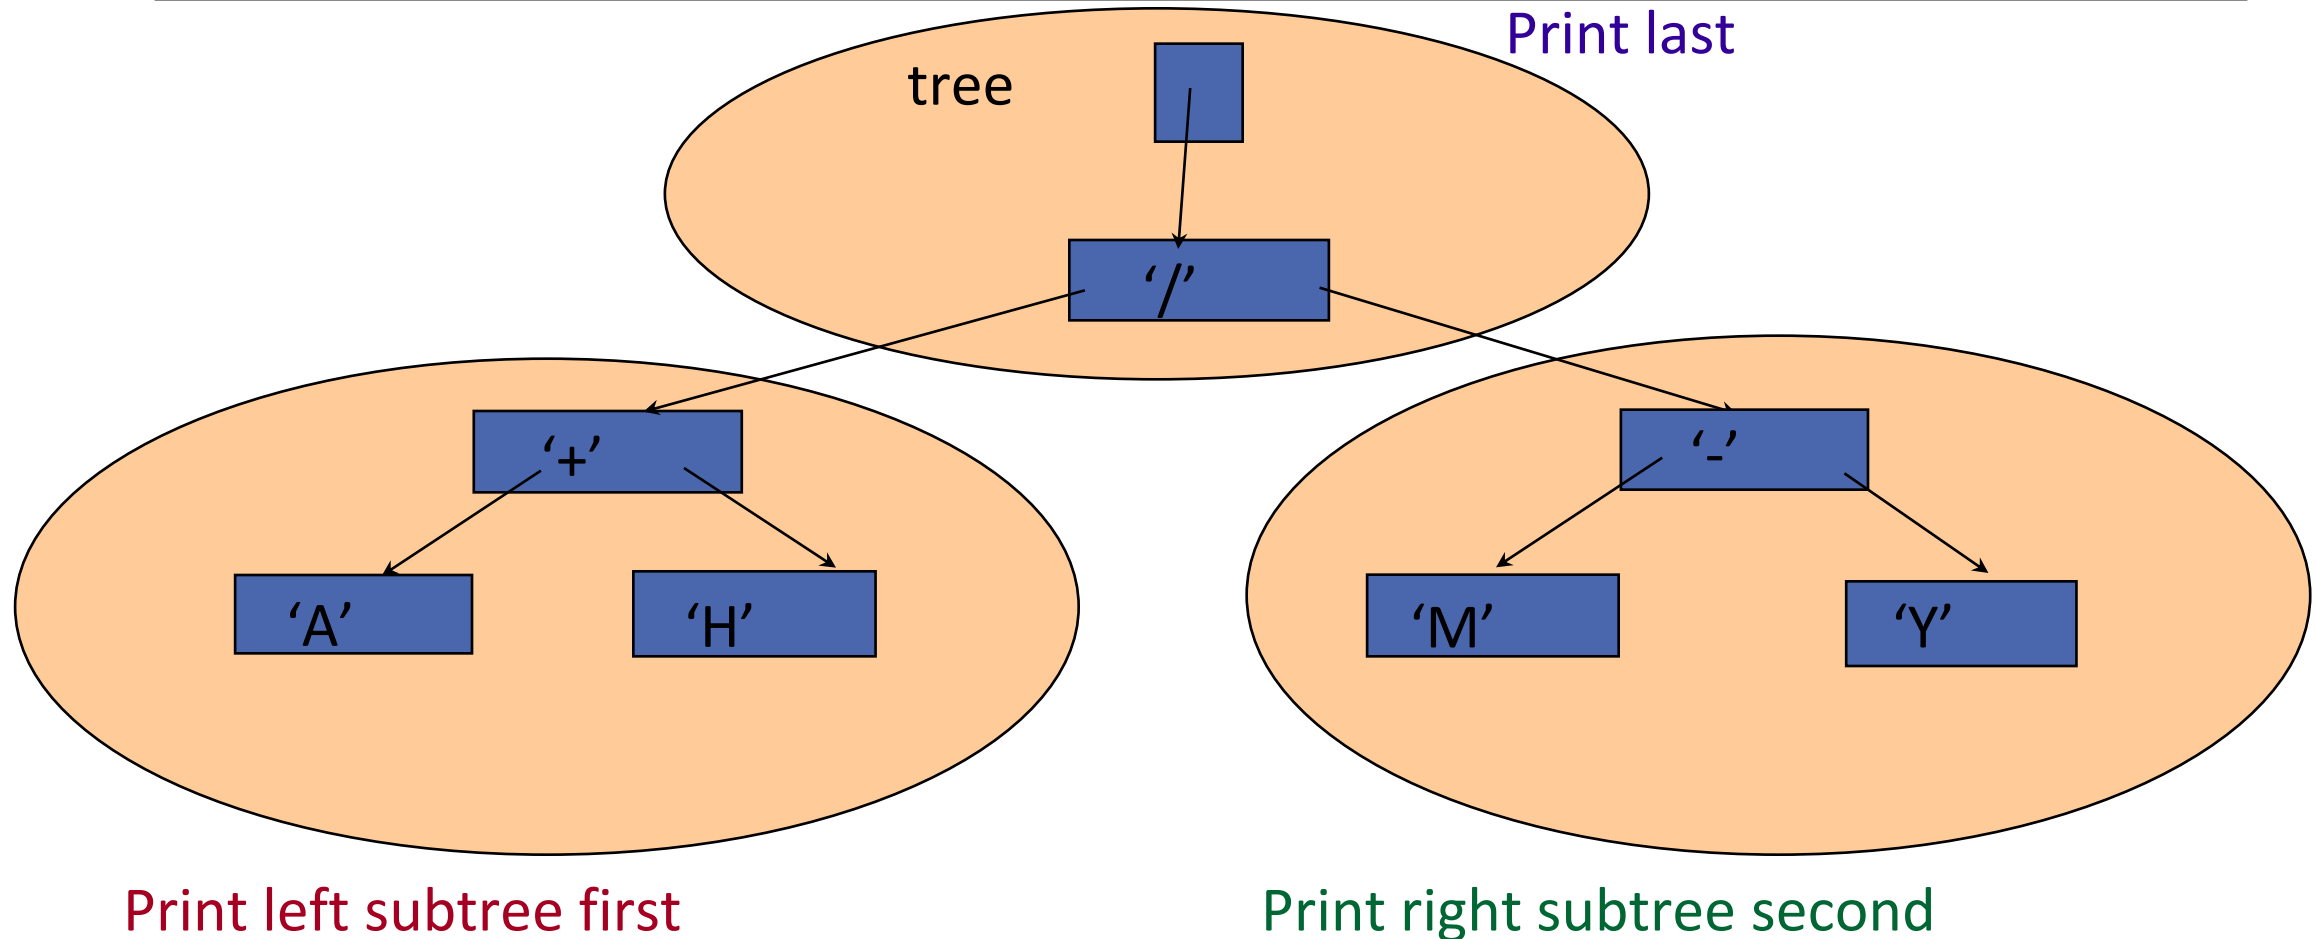 Print last
tree
‘/’
‘+’
‘-’
‘A’
‘H’
‘M’
‘Y’
Print left subtree first
Print right subtree second